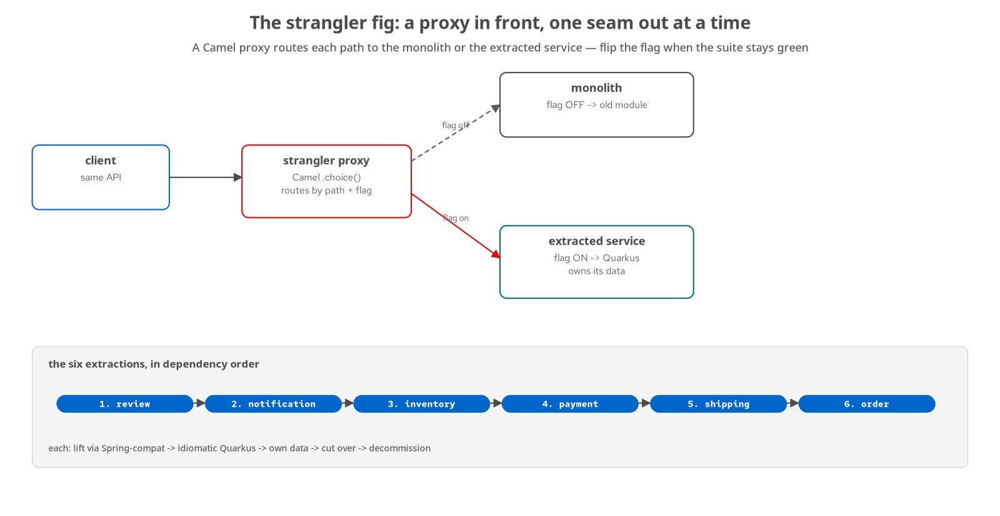 The strangler fig: a proxy in front, one seam out at a time
A Camel proxy routes each path to the monolith or the extracted service — flip the flag when the suite stays green
monolith
flag OFF -> old module
flag off
client
same API
strangler proxy
Camel .choice()
routes by path + flag
flag on
extracted service
flag ON -> Quarkus
owns its data
the six extractions, in dependency order
1. review
2. notification
3. inventory
4. payment
5. shipping
6. order
each: lift via Spring-compat -> idiomatic Quarkus -> own data -> cut over -> decommission